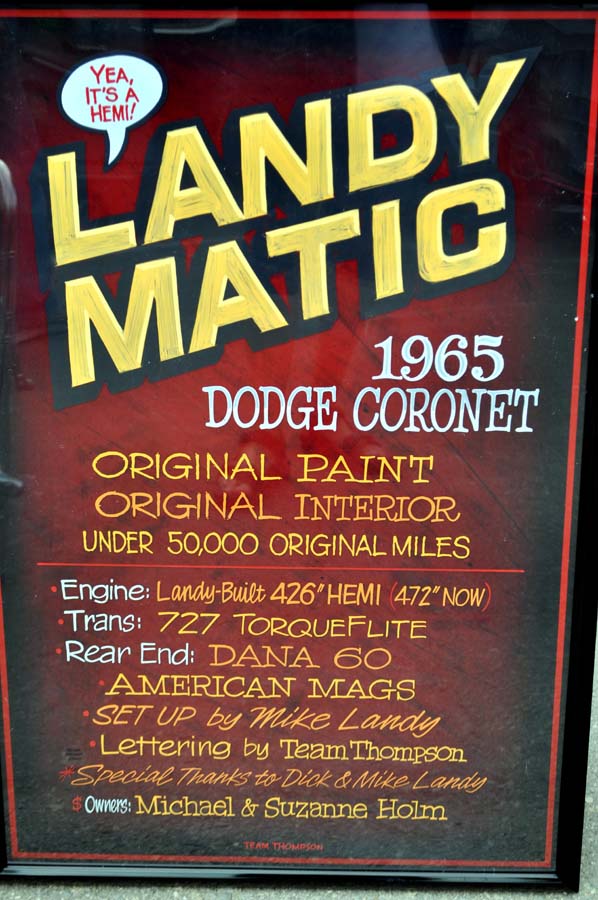 YEA,
IT'S A
HEMI!
LANDY
MATIC
1965
DODGE CORONET
ORIGINAL PAINT
ORIGINAL INTERIOR
UNDER 50,000 ORIGINAL MILES
•Engine: Landy-Built 426" HEMI (472" NOW)
•Trans: 727 TORQUEFLITE
•Rear End: DANA 60
•AMERICAN MAGS
•SET UP by Mike Landy
•Lettering by Team Thompson
*Special Thanks to Dick & Mike Landy
$ Owners: Michael & Suzanne Holm
TEAM THOMPSON